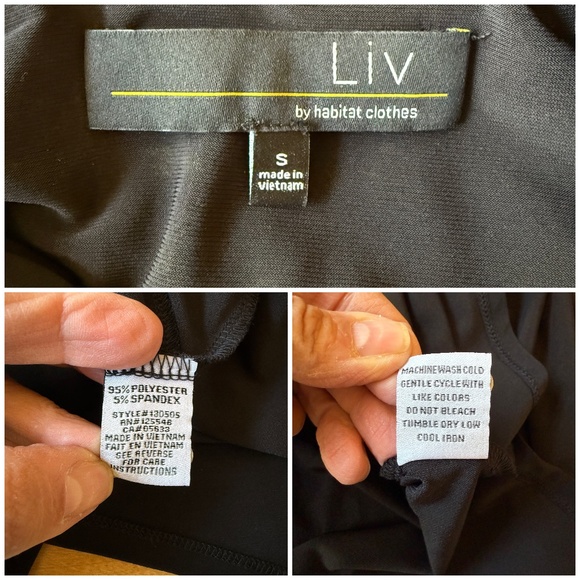 Liv
by habitat clothes
S
made in
vietnam
95% POLYESTER
5% SPANDEX
STYLE#130505
RN#125546
CA#05633
MADE IN VIETNAM
FAIT EN VIETNAM
SEE REVERSE
FOR CARE
INSTRUCTIONS
MACHINE WASH COLD
GENTLE CYCLE WITH
LIKE COLORS
DO NOT BLEACH
TUMBLE DRY LOW
COOL IRON